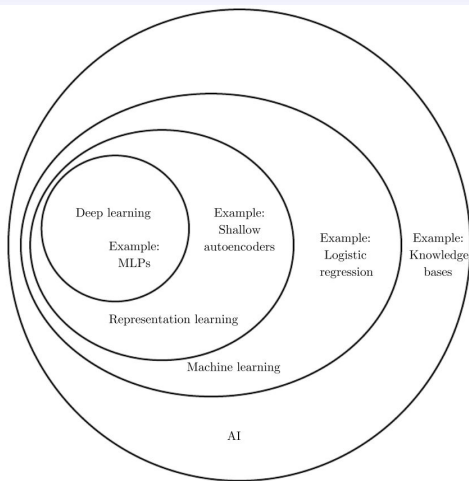 Deep learning
Example:
MLPs
Example:
Shallow
autoencoders
Example:
Logistic
regression
Example:
Knowledge
bases
Representation learning
Machine learning
AI